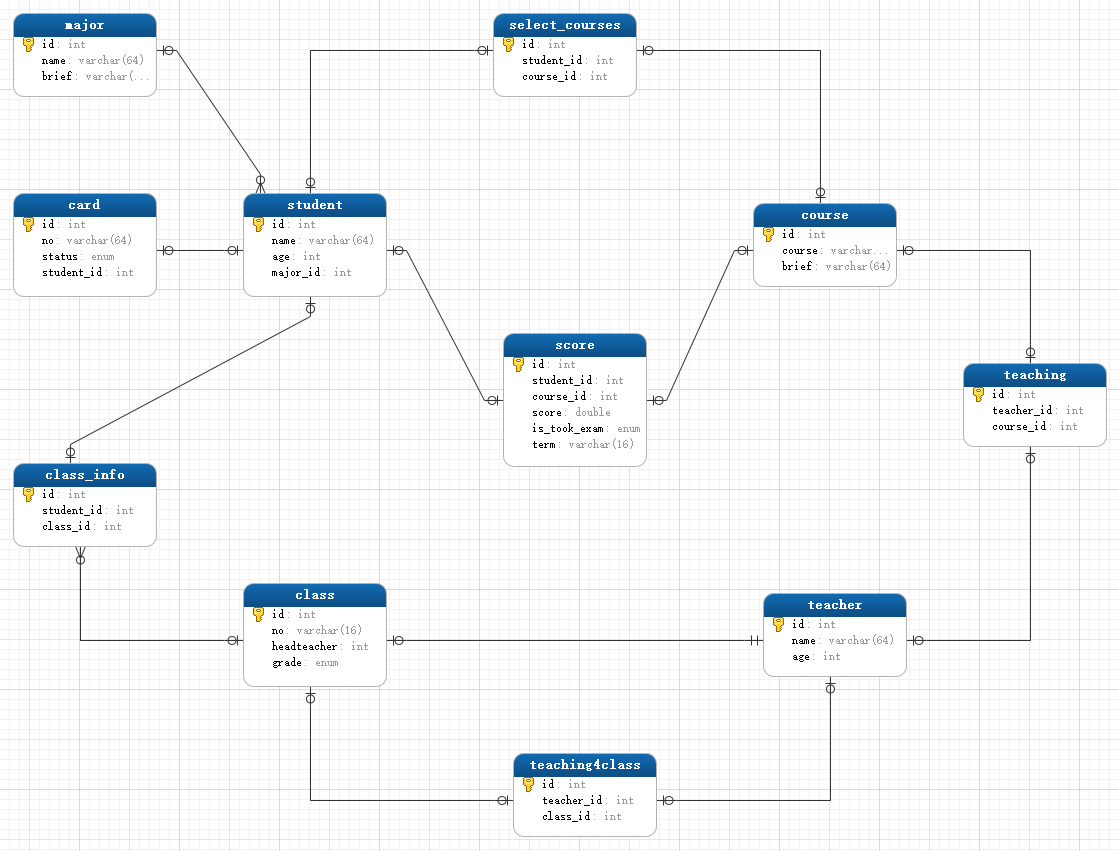 major
id: int
name: varchar(64)
brief: varchar(...
select_courses
id: int
student_id: int
course_id: int
card
id: int
no: varchar(64)
status: enum
student_id: int
student
id: int
name: varchar(64)
age: int
major_id: int
course
id: int
course: varchar...
brief: varchar(64)
score
id: int
student_id: int
course_id: int
score: double
is_took_exam: enum
term: varchar(16)
teaching
id: int
teacher_id: int
course_id: int
class_info
id: int
student_id: int
class_id: int
class
id: int
no: varchar(16)
headteacher: int
grade: enum
teacher
id: int
name: varchar(64)
age: int
teaching4class
id: int
teacher_id: int
class_id: int